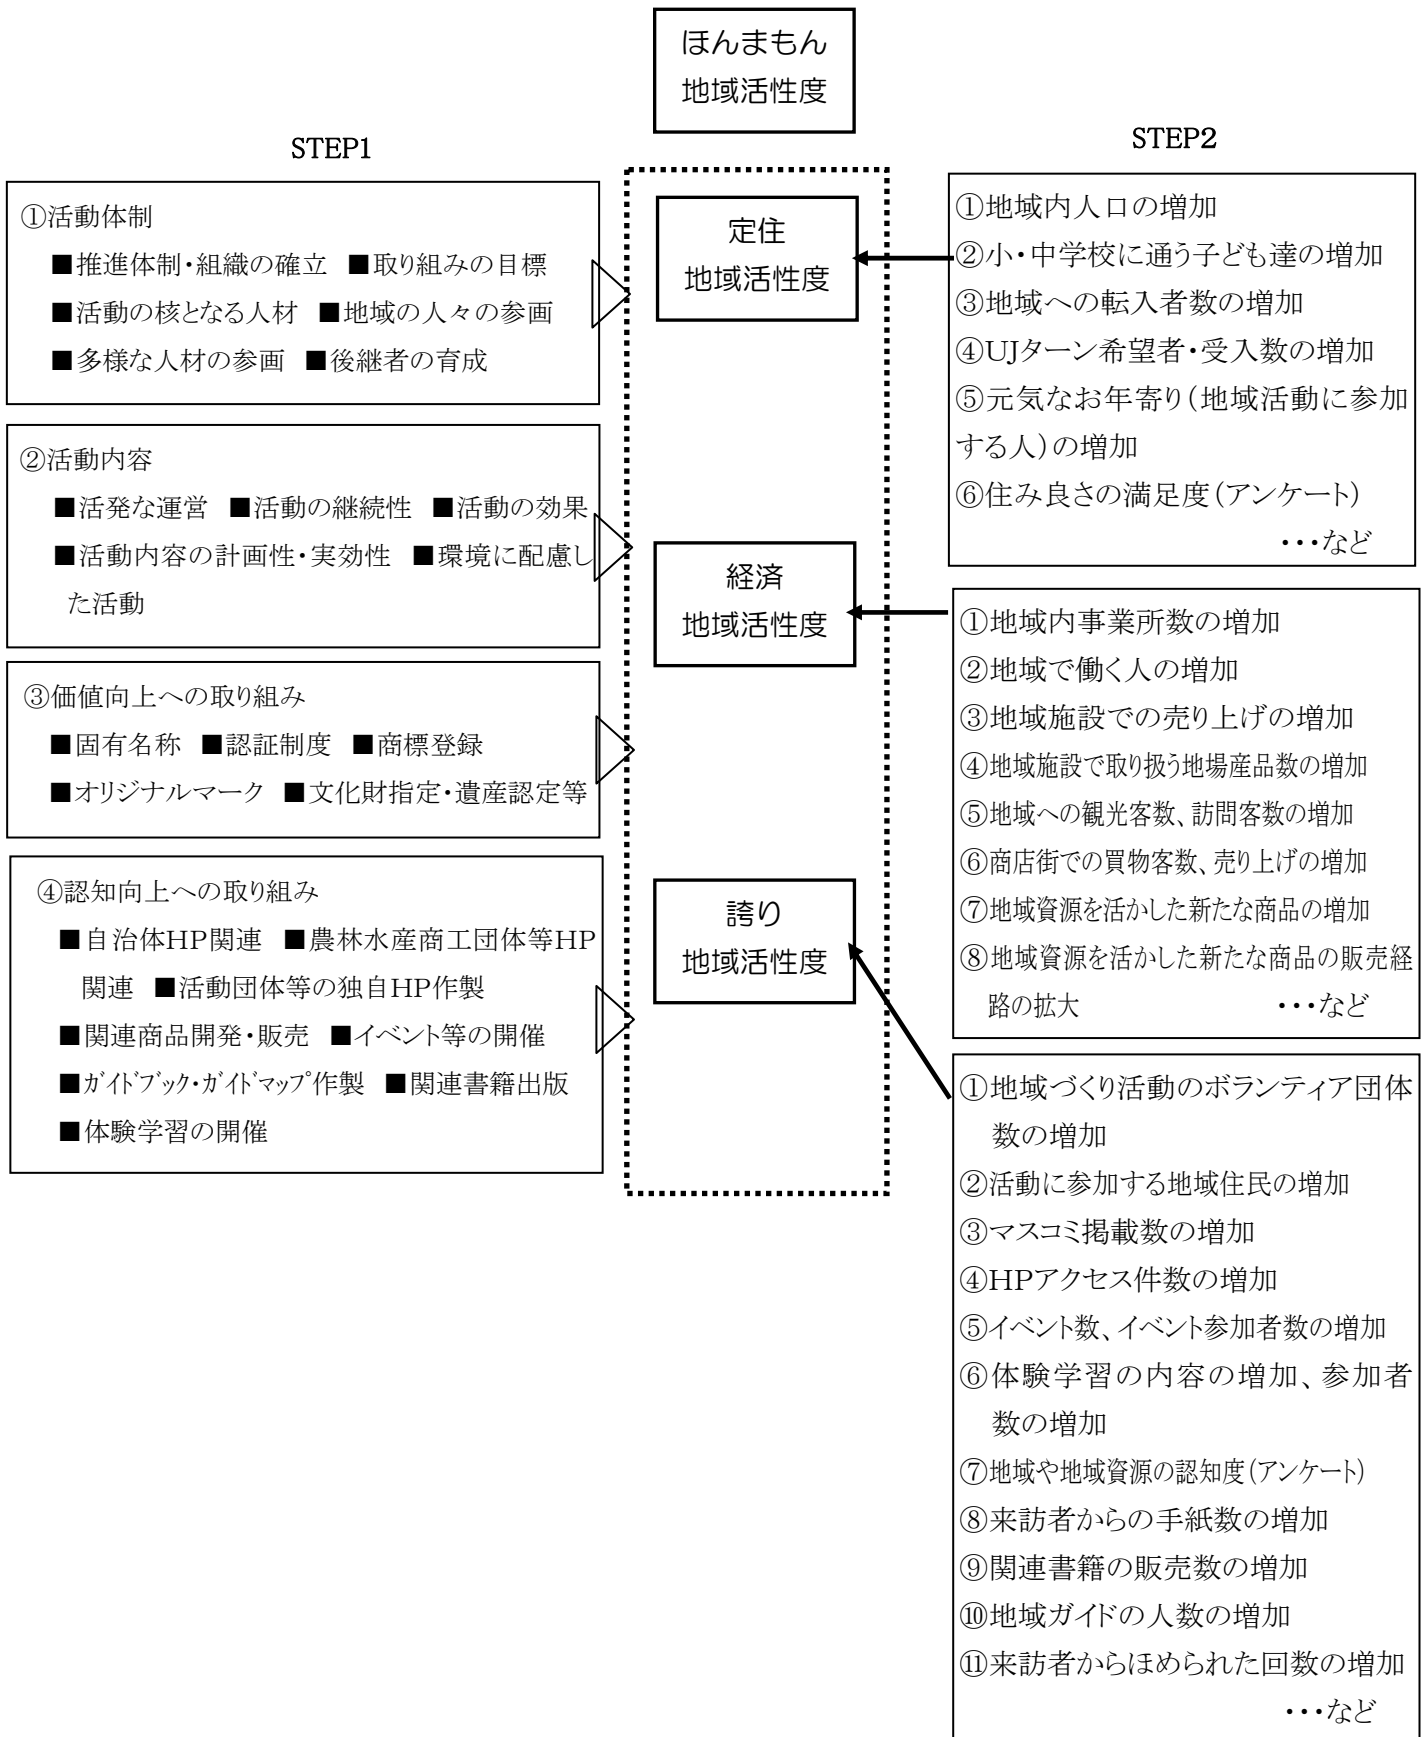 ほんまもん
地域活性度
STEP1
①活動体制
■推進体制・組織の確立 ■取り組みの目標
■活動の核となる人材 ■地域の人々の参画
■多様な人材の参画 ■後継者の育成
②活動内容
■活発な運営 ■活動の継続性 ■活動の効果
■活動内容の計画性・実効性 ■環境に配慮し
た活動
③価値向上への取り組み
■固有名称 ■認証制度 ■商標登録
■オリジナルマーク ■文化財指定・遺産認定等
④認知向上への取り組み
■自治体HP関連 ■農林水産商工団体等HP
関連 ■活動団体等の独自HP作製
■関連商品開発・販売 ■イベント等の開催
■ガイドブック・ガイドマップ作製 ■関連書籍出版
■体験学習の開催
定住
地域活性度
経済
地域活性度
誇り
地域活性度
STEP2
①地域内人口の増加
②小・中学校に通う子ども達の増加
③地域への転入者数の増加
④UJターン希望者・受入数の増加
⑤元気なお年寄り(地域活動に参加
する人)の増加
⑥住み良さの満足度(アンケート)
・・・など
①地域内事業所数の増加
②地域で働く人の増加
③地域施設での売り上げの増加
④地域施設で取り扱う地場産品数の増加
⑤地域への観光客数、訪問客数の増加
⑥商店街での買物客数、売り上げの増加
⑦地域資源を活かした新たな商品の増加
⑧地域資源を活かした新たな商品の販売経
路の拡大 ・・・など
①地域づくり活動のボランティア団体
数の増加
②活動に参加する地域住民の増加
③マスコミ掲載数の増加
④HPアクセス件数の増加
⑤イベント数、イベント参加者数の増加
⑥体験学習の内容の増加、参加者
数の増加
⑦地域や地域資源の認知度(アンケート)
⑧来訪者からの手紙数の増加
⑨関連書籍の販売数の増加
⑩地域ガイドの人数の増加
⑪来訪者からほめられた回数の増加
・・・など